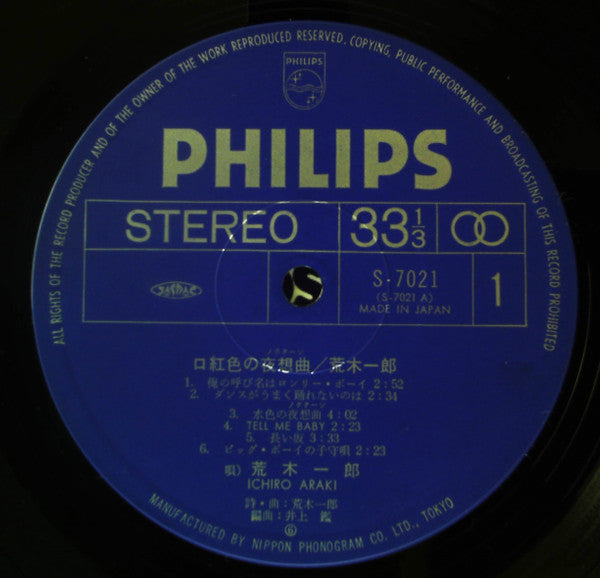 ALL RIGHTS OF THE RECORD PRODUCER AND OF THE OWNER OF THE WORK REPRODUCED RESERVED. COPYING, PUBLIC PERFORMANCE AND BROADCASTING OF THIS RECORD PROHIBITED
PHILIPS
PHILIPS
STEREO 33 1/3
JASRAC S-7021 1
(S-7021 A)
MADE IN JAPAN
ノクターン
口紅色の夜想曲/荒木一郎
1. 俺の呼び名はロンリー・ボーイ 2:52
2. ダンスがうまく踊れないのは 2:34
ノクターン
3. 水色の夜想曲 4:02
4. TELL ME BABY 2:23
5. 長い坂 3:33
6. ビッグ・ボーイの子守唄 2:23
唄) 荒木一郎
ICHIRO ARAKI
詩・曲:荒木一郎
編曲:井上 鑑
⑥
MANUFACTURED BY NIPPON PHONOGRAM CO. LTD., TOKYO